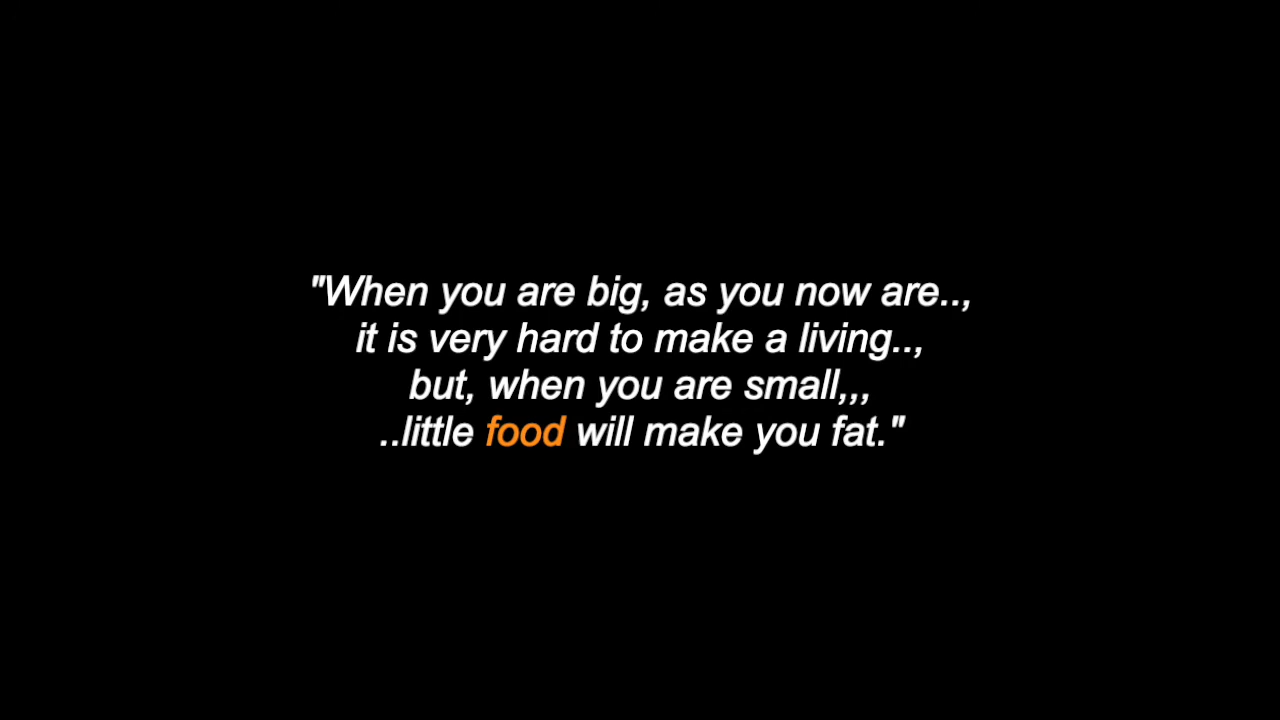 "When you are big, as you now are..,
it is very hard to make a living..,
but, when you are small,,,
..little food will make you fat."